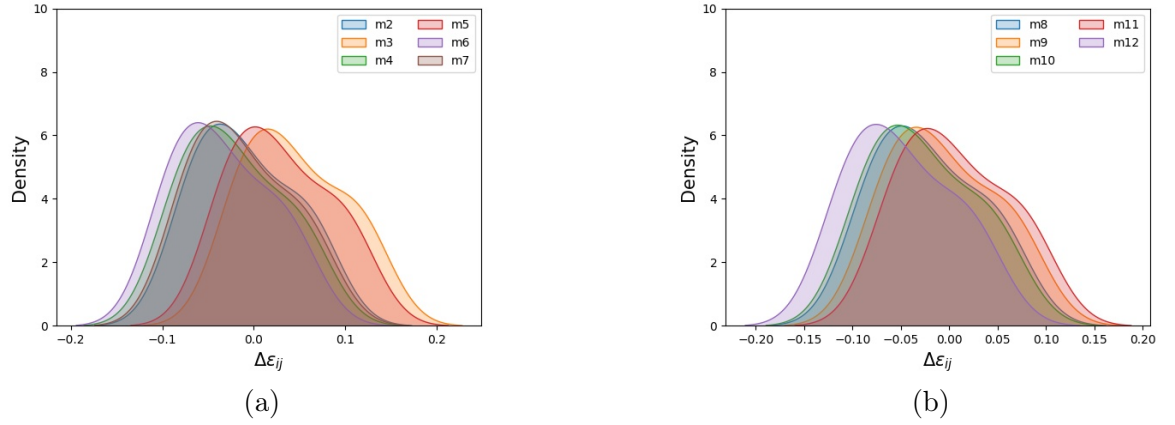 10
8
6
4
2
0
Density
m2
m3
m4
m5
m6
m7
−0.2
−0.1
0.0
0.1
0.2
Δε_ij
(a)
10
8
6
4
2
0
Density
m8
m9
m10
m11
m12
−0.20
−0.15
−0.10
−0.05
0.00
0.05
0.10
0.15
0.20
Δε_ij
(b)